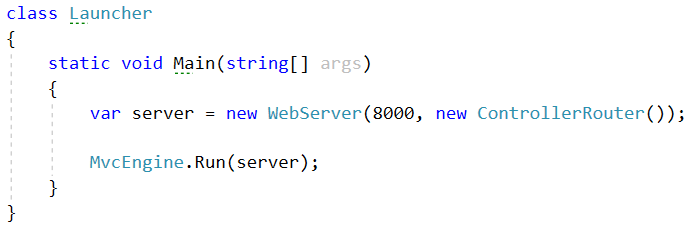 class Launcher
{
    static void Main(string[] args)
    {
        var server = new WebServer(8000, new ControllerRouter());
        MvcEngine.Run(server);
    }
}